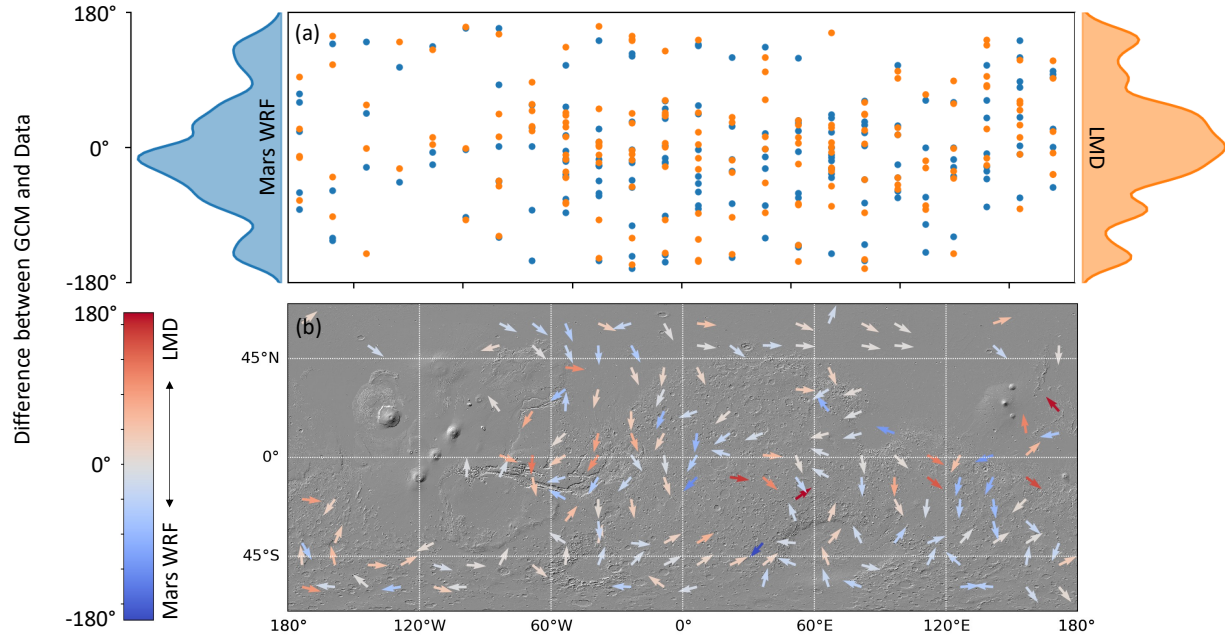 Difference between GCM and Data
180°
0°
-180°
Mars WRF
(a)
LMD
180°
0°
-180°
LMD
Mars WRF
(b)
45°N
0°
45°S
180°
120°W
60°W
0°
60°E
120°E
180°